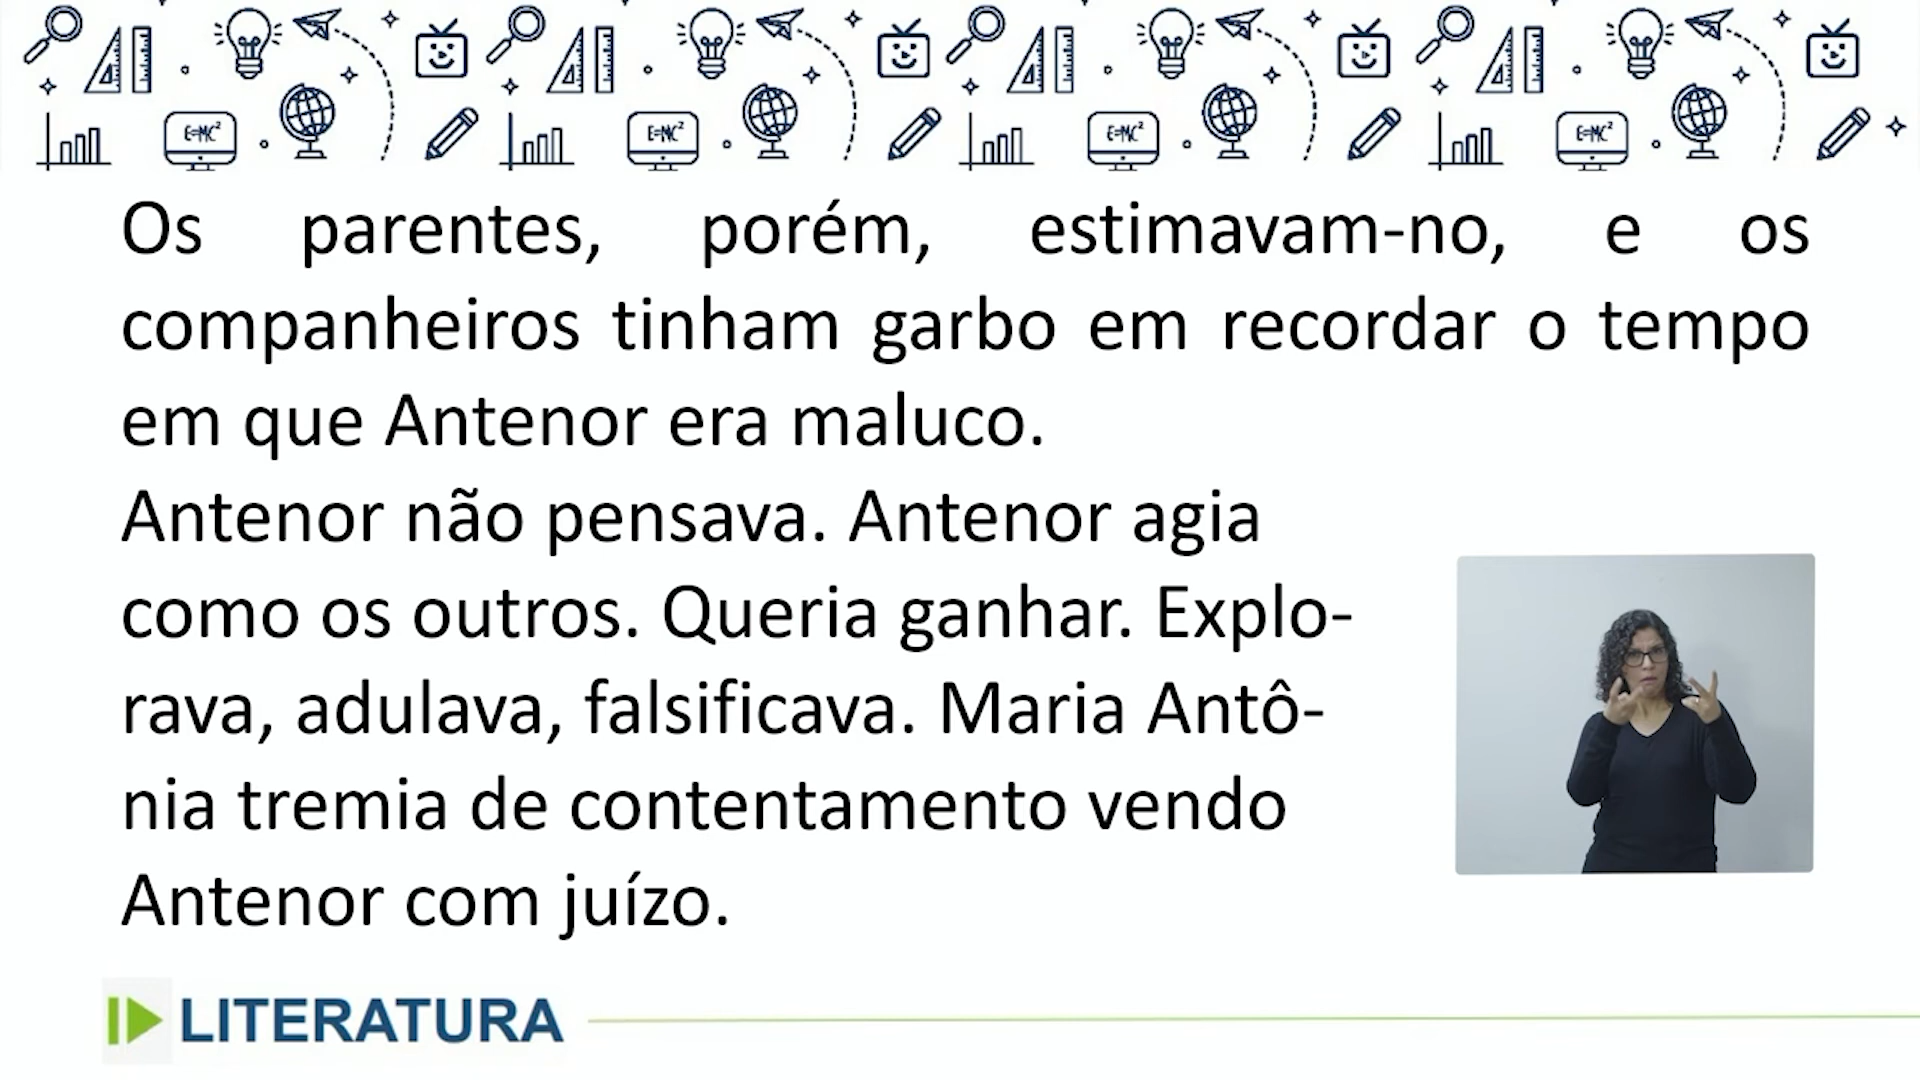 E=MC² E=MC² E=MC² E=MC²
Os parentes, porém, estimavam-no, e os
companheiros tinham garbo em recordar o tempo
em que Antenor era maluco.
Antenor não pensava. Antenor agia
como os outros. Queria ganhar. Explo-
rava, adulava, falsificava. Maria Antô-
nia tremia de contentamento vendo
Antenor com juízo.
LITERATURA